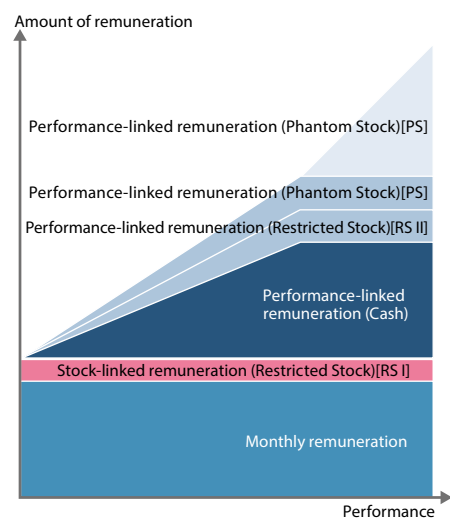 Amount of remuneration
Performance-linked remuneration (Phantom Stock)[PS]
Performance-linked remuneration (Phantom Stock)[PS]
Performance-linked remuneration (Restricted Stock)[RS II]
Performance-linked
remuneration (Cash)
Stock-linked remuneration (Restricted Stock)[RS I]
Monthly remuneration
Performance